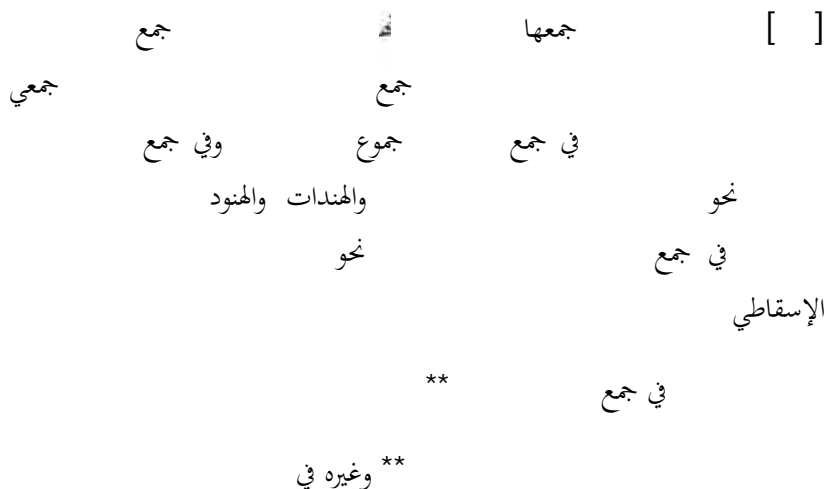 [ ] جمعها جمع
جمع جمعي
في جمع جموع وفي جمع
نحو والهندات والهنود
في جمع نحو
الإسقاطي
في جمع **
** وغيره في